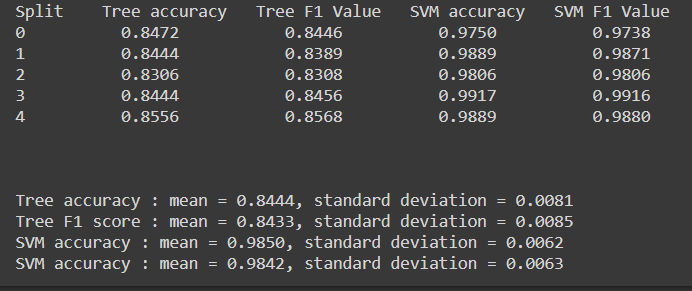 Split Tree accuracy Tree F1 Value SVM accuracy SVM F1 Value
0 0.8472 0.8446 0.9750 0.9738
1 0.8444 0.8389 0.9889 0.9871
2 0.8306 0.8308 0.9806 0.9806
3 0.8444 0.8456 0.9917 0.9916
4 0.8556 0.8568 0.9889 0.9880
Tree accuracy : mean = 0.8444, standard deviation = 0.0081
Tree F1 score : mean = 0.8433, standard deviation = 0.0085
SVM accuracy : mean = 0.9850, standard deviation = 0.0062
SVM accuracy : mean = 0.9842, standard deviation = 0.0063